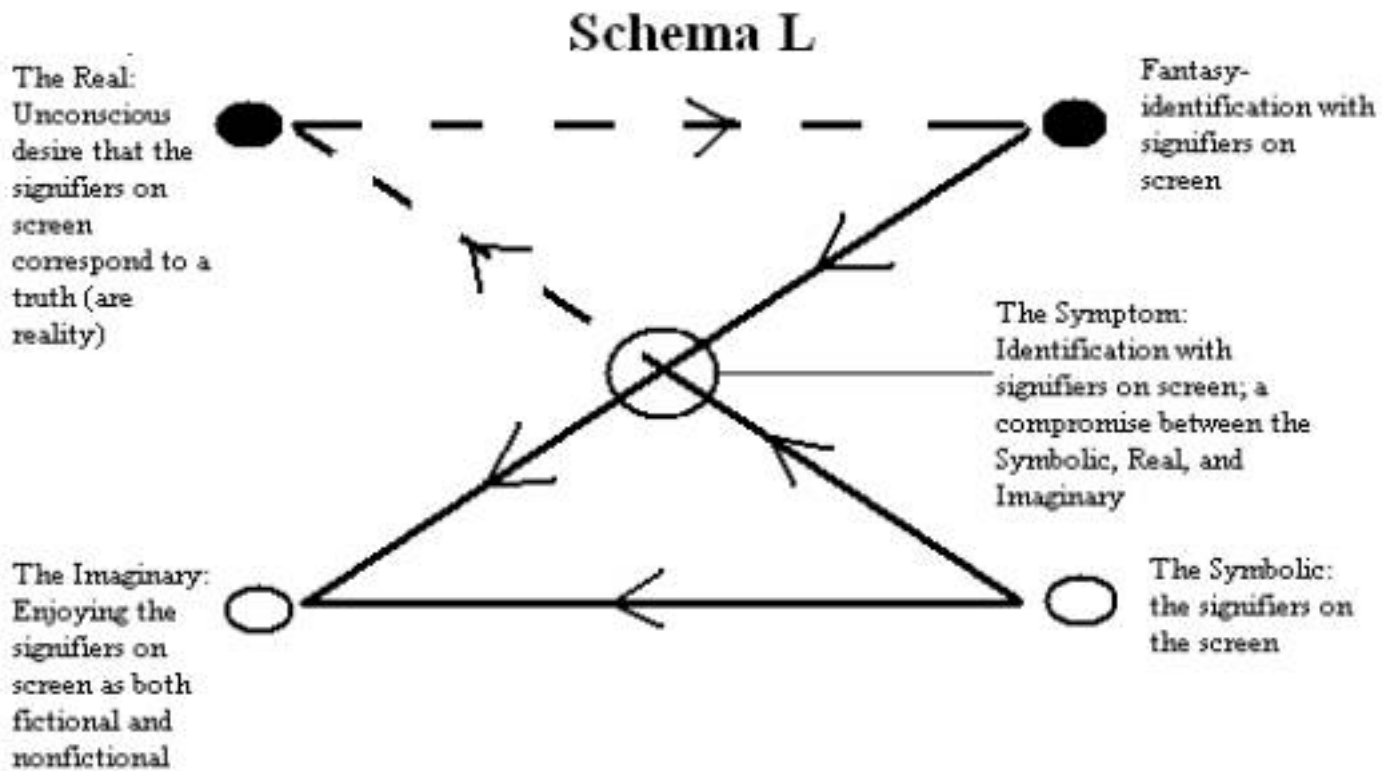 Schema L
The Real:
Unconscious
desire that the
signifiers on
screen
correspond to a
truth (are
reality)
Fantasy-
identification with
signifiers on
screen
The Symptom:
Identification with
signifiers on screen; a
compromise between the
Symbolic, Real, and
Imaginary
The Imaginary:
Enjoying the
signifiers on
screen as both
fictional and
nonfictional
The Symbolic:
the signifiers on
the screen